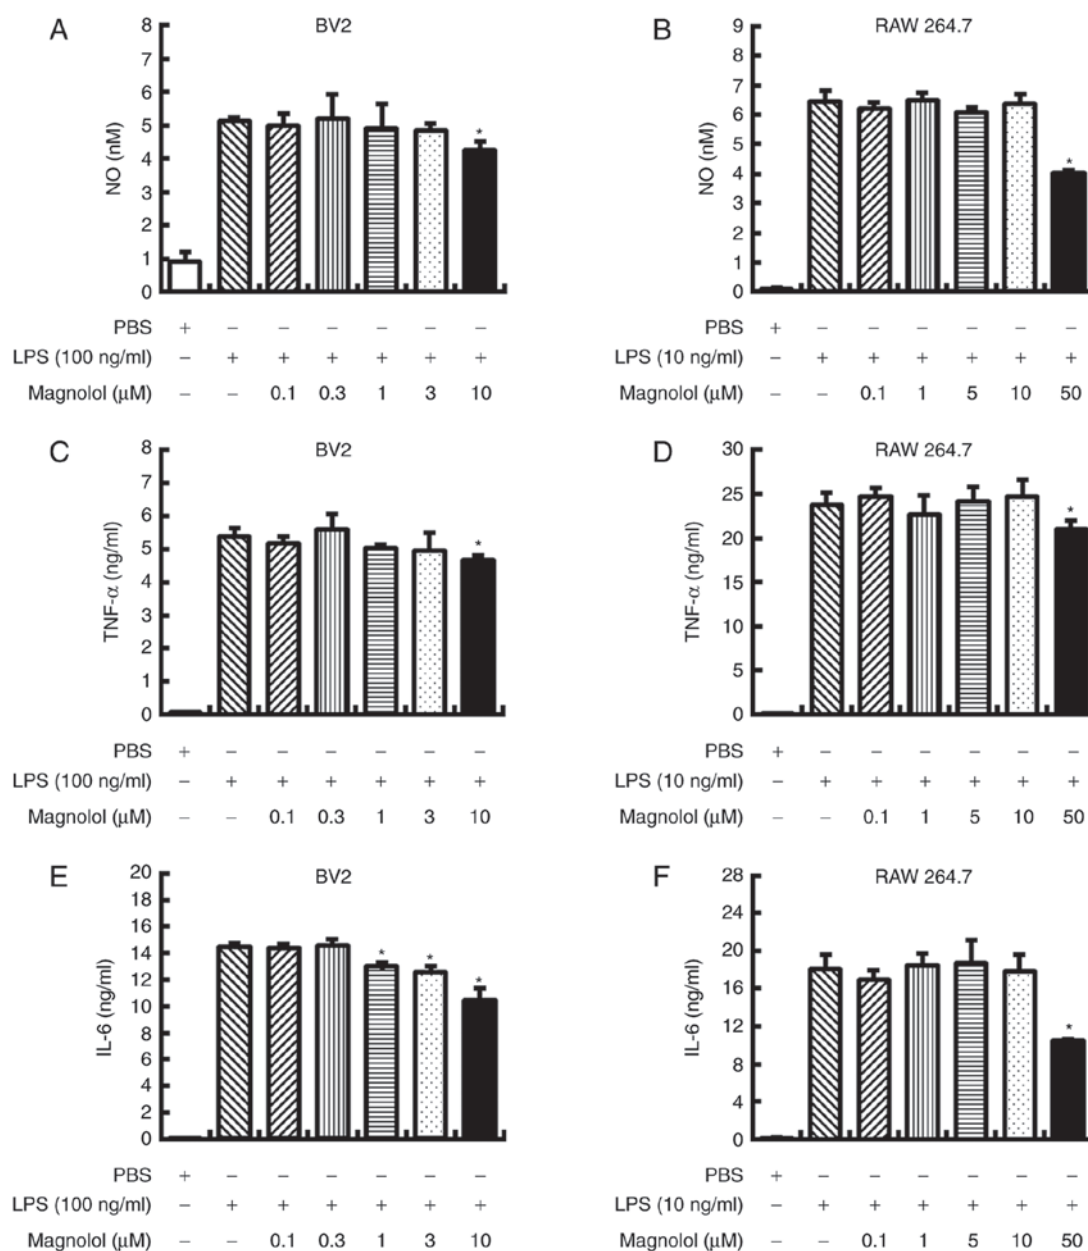 A
BV2
NO (nM)
8
7
6
5
4
3
2
1
0
*
PBS + – – – – – –
LPS (100 ng/ml) – + + + + + +
Magnolol (μM) – – 0.1 0.3 1 3 10
B
RAW 264.7
NO (nM)
9
8
7
6
5
4
3
2
1
0
*
PBS + – – – – – –
LPS (10 ng/ml) – + + + + + +
Magnolol (μM) – – 0.1 1 5 10 50
C
BV2
TNF-α (ng/ml)
8
7
6
5
4
3
2
1
0
*
PBS + – – – – – –
LPS (100 ng/ml) – + + + + + +
Magnolol (μM) – – 0.1 0.3 1 3 10
D
RAW 264.7
TNF-α (ng/ml)
30
25
20
15
10
5
0
*
PBS + – – – – – –
LPS (10 ng/ml) – + + + + + +
Magnolol (μM) – – 0.1 1 5 10 50
E
BV2
IL-6 (ng/ml)
20
18
16
14
12
10
8
6
4
2
0
* * *
PBS + – – – – – –
LPS (100 ng/ml) – + + + + + +
Magnolol (μM) – – 0.1 0.3 1 3 10
F
RAW 264.7
IL-6 (ng/ml)
28
24
20
16
12
8
4
0
*
PBS + – – – – – –
LPS (10 ng/ml) – + + + + + +
Magnolol (μM) – – 0.1 1 5 10 50